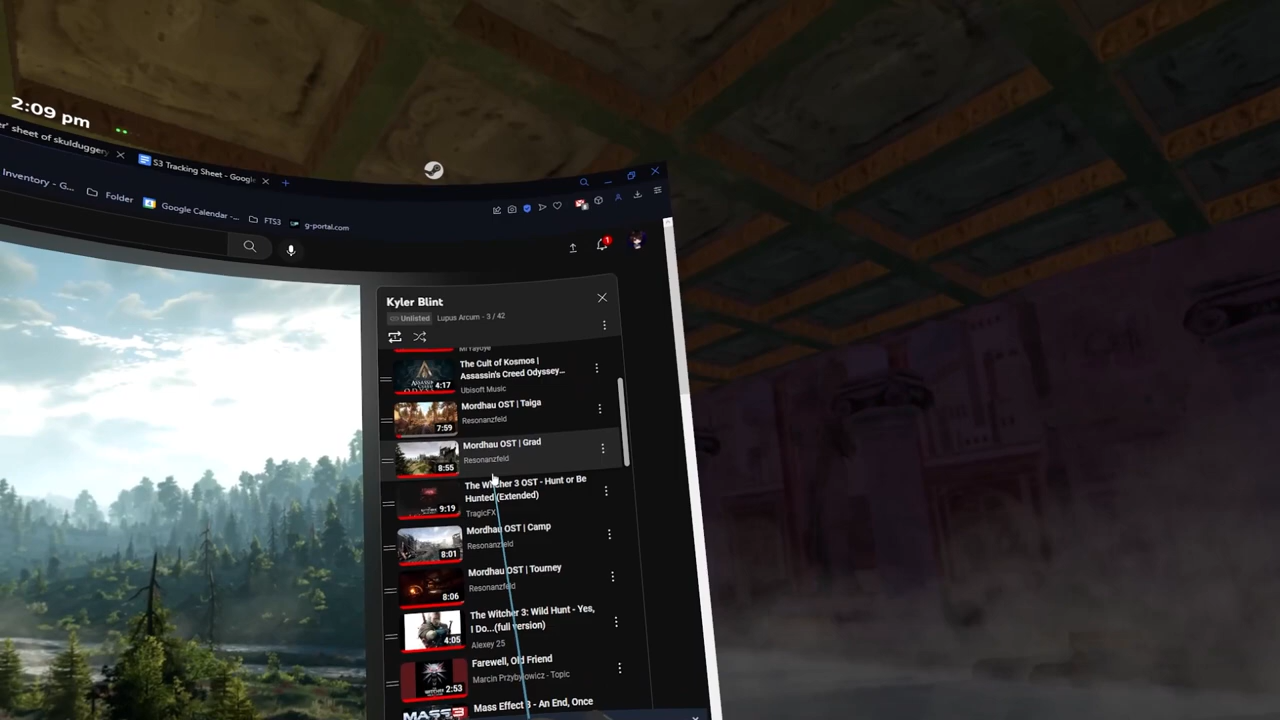 2:09 pm
er' sheet of skulduggery
S3 Tracking Sheet - Google
Inventory - G...
Folder
Google Calendar -...
FTS3
g-portal.com
1
Kyler Blint
Unlisted
Lupus Arcum - 3 / 42
The Cult of Kosmos |
Assassin's Creed Odyssey...
Ubisoft Music
4:17
Mordhau OST | Taiga
Resonanzfeld
7:59
Mordhau OST | Grad
Resonanzfeld
8:55
The Witcher 3 OST - Hunt or Be
Hunted (Extended)
TragicFX
9:19
Mordhau OST | Camp
Resonanzfeld
8:01
Mordhau OST | Tourney
Resonanzfeld
8:06
The Witcher 3: Wild Hunt - Yes,
I Do...(full version)
Alexey 25
4:05
Farewell, Old Friend
Marcin Przybyłowicz - Topic
2:53
MASS 3
Mass Effect 3 - An End, Once